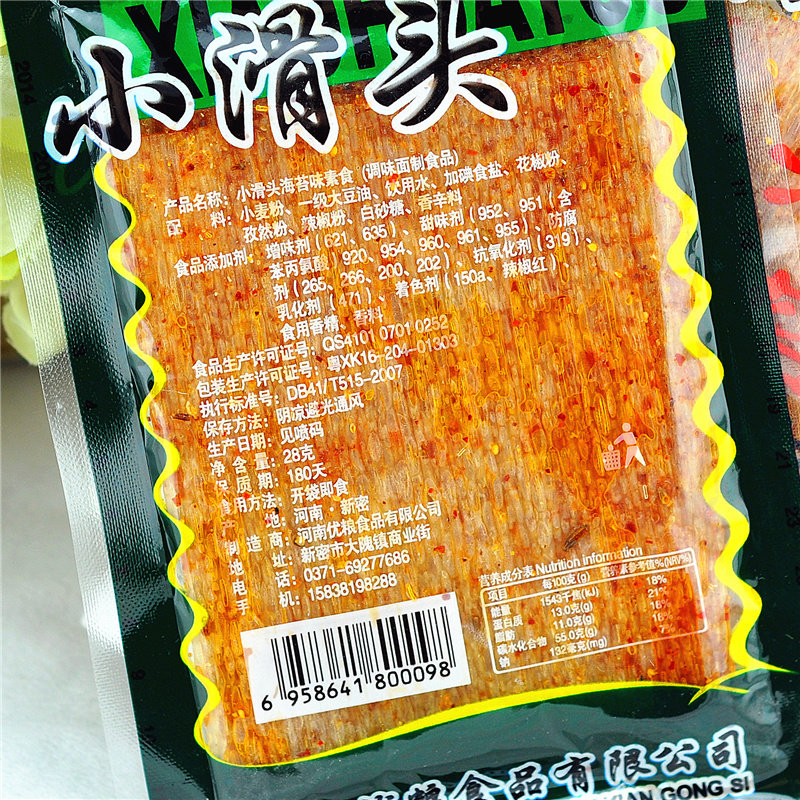 小滑头
产品名称：小滑头海苔味素食（调味面制食品）
配 料：小麦粉、一级大豆油、饮用水、加碘食盐、花椒粉、
孜然粉、辣椒粉、白砂糖、香辛料
食品添加剂：增味剂（621、635）、甜味剂（952、951（含
苯丙氨酸）920、954、960、961、955）、防腐
剂（265、266、200、202）、抗氧化剂（319）、
乳化剂（471）、着色剂（150a、辣椒红）、
食用香精、香料
食品生产许可证号：QS4101 0701 0252
包装生产许可证号：粤XK16-204-01303
执行标准号：DB41/T515-2007
保存方法：阴凉避光通风
生产日期：见喷码
净 含 量：28克
保 质 期：180天
食用方法：开袋即食
产 地：河南·新密
制 造 商：河南优粮食品有限公司
地 址：新密市大隗镇商业街
电 话：0371-69277686
手 机：15838198288
营养成分表 Nutrition information
项目 每100克(g) 营养素参考值%(NRV%)
能量 1543千焦(kJ) 18%
蛋白质 13.0克(g) 21%
脂肪 11.0克(g) 18%
碳水化合物 55.0克(g) 18%
钠 132毫克(mg) 7%
6 958641 800098
粮食品有限公司
GONG SI